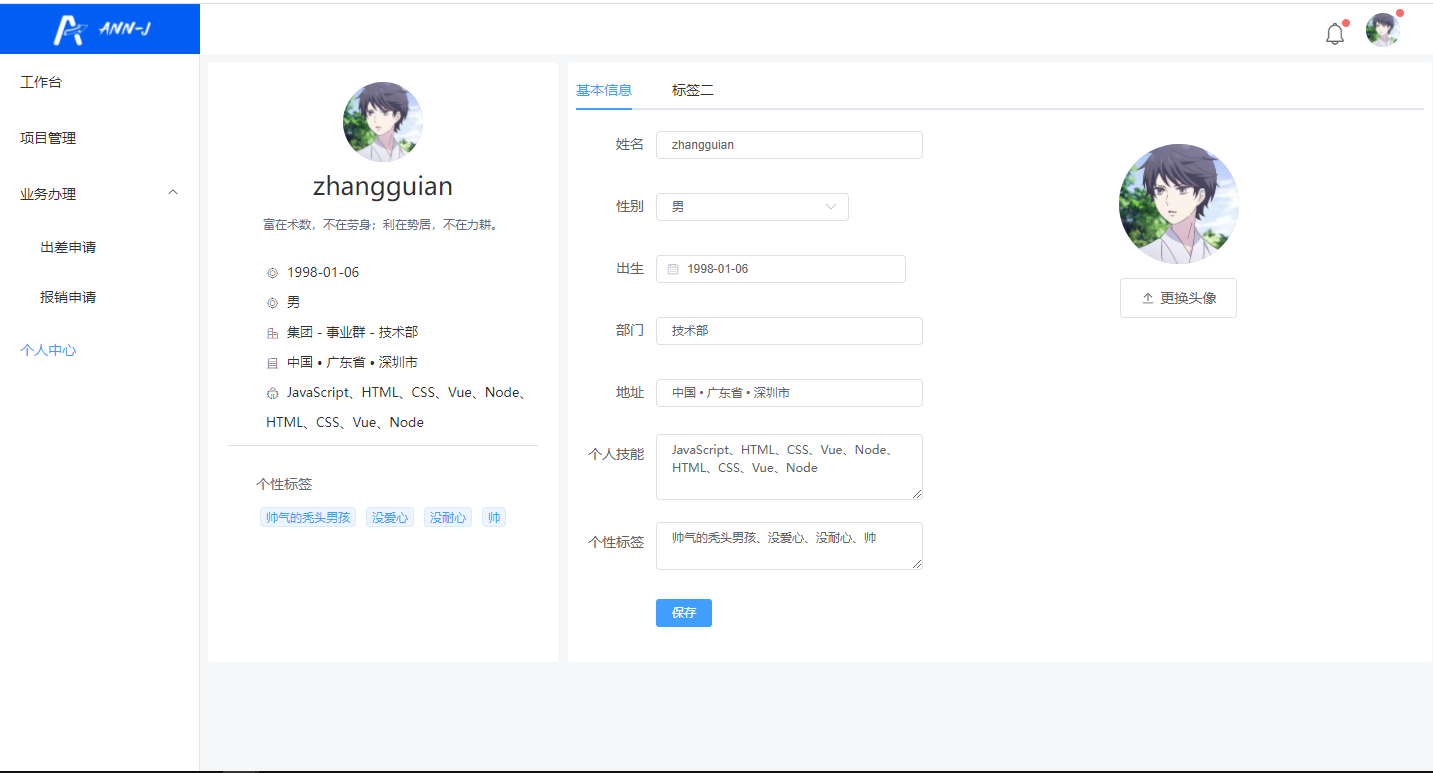 ANN-J
工作台
项目管理
业务办理
出差申请
报销申请
个人中心
zhangguian
富在术数，不在劳身；利在势居，不在力耕。
1998-01-06
男
集团 - 事业群 - 技术部
中国 • 广东省 • 深圳市
JavaScript、HTML、CSS、Vue、Node、
HTML、CSS、Vue、Node
个性标签
帅气的秃头男孩 没爱心 没耐心 帅
基本信息 标签二
姓名 zhangguian
性别 男
出生 1998-01-06
部门 技术部
地址 中国 • 广东省 • 深圳市
个人技能 JavaScript、HTML、CSS、Vue、Node、
HTML、CSS、Vue、Node
个性标签 帅气的秃头男孩、没爱心、没耐心、帅
保存
更换头像